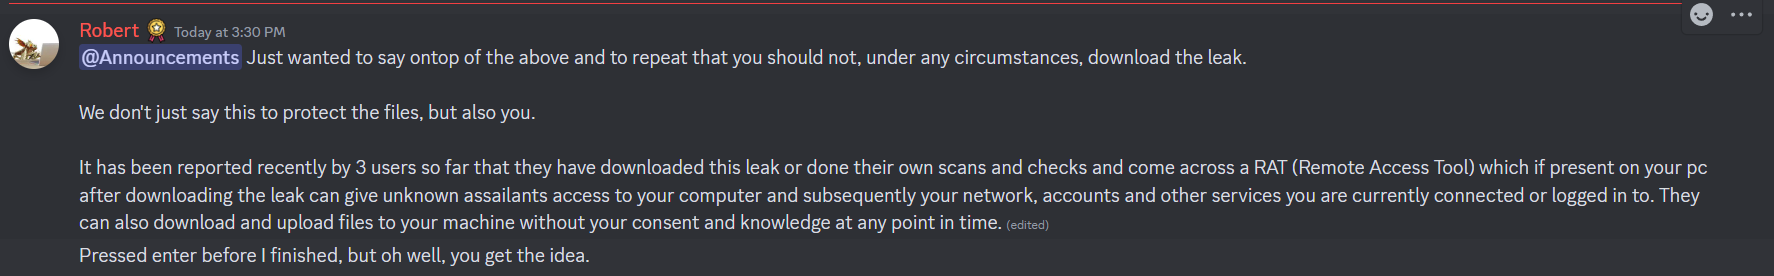 Robert Today at 3:30 PM
@Announcements Just wanted to say ontop of the above and to repeat that you should not, under any circumstances, download the leak.
We don't just say this to protect the files, but also you.
It has been reported recently by 3 users so far that they have downloaded this leak or done their own scans and checks and come across a RAT (Remote Access Tool) which if present on your pc
after downloading the leak can give unknown assailants access to your computer and subsequently your network, accounts and other services you are currently connected or logged in to. They
can also download and upload files to your machine without your consent and knowledge at any point in time. (edited)
Pressed enter before I finished, but oh well, you get the idea.